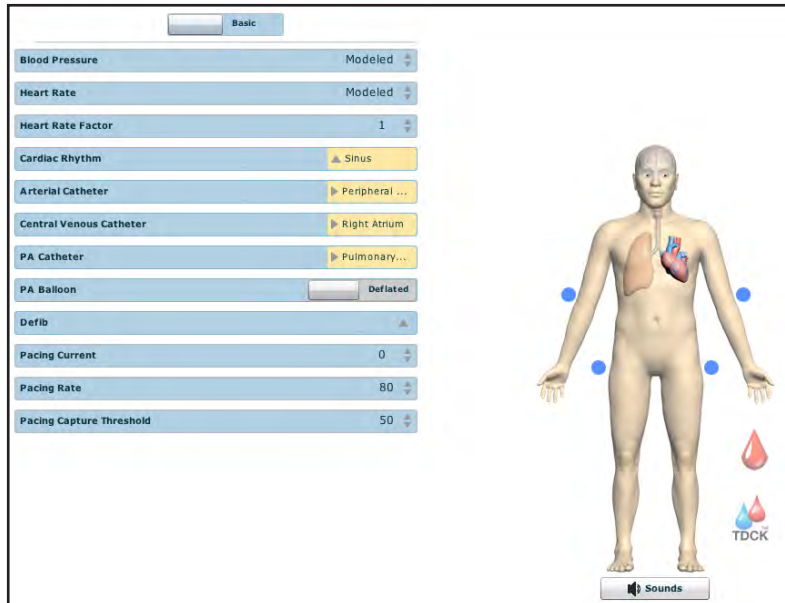 Basic
Blood Pressure Modeled
Heart Rate Modeled
Heart Rate Factor 1
Cardiac Rhythm Sinus
Arterial Catheter Peripheral ...
Central Venous Catheter Right Atrium
PA Catheter Pulmonary...
PA Balloon Deflated
Defib
Pacing Current 0
Pacing Rate 80
Pacing Capture Threshold 50
TDCK
Sounds